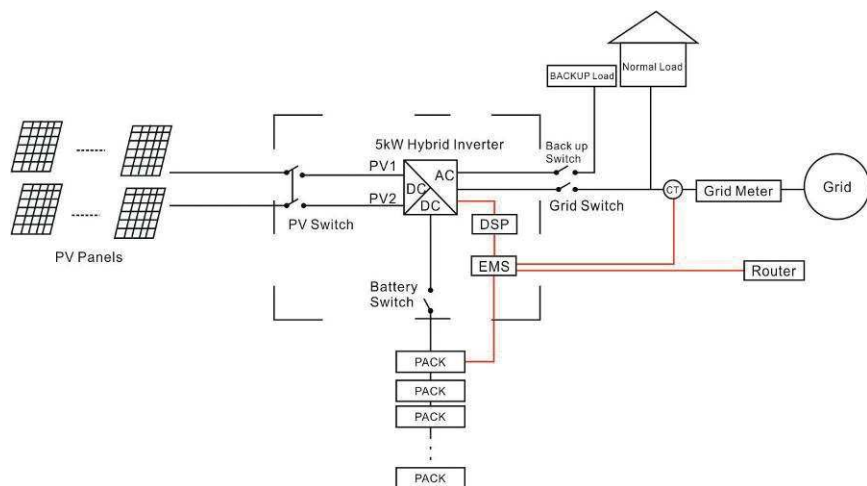 BACKUP Load
Normal Load
5kW Hybrid Inverter
Back up
Switch
PV1
AC
DC
DC
PV2
PV Switch
Grid Switch
CT
Grid Meter
Grid
PV Panels
DSP
EMS
Router
Battery
Switch
PACK
PACK
PACK
PACK